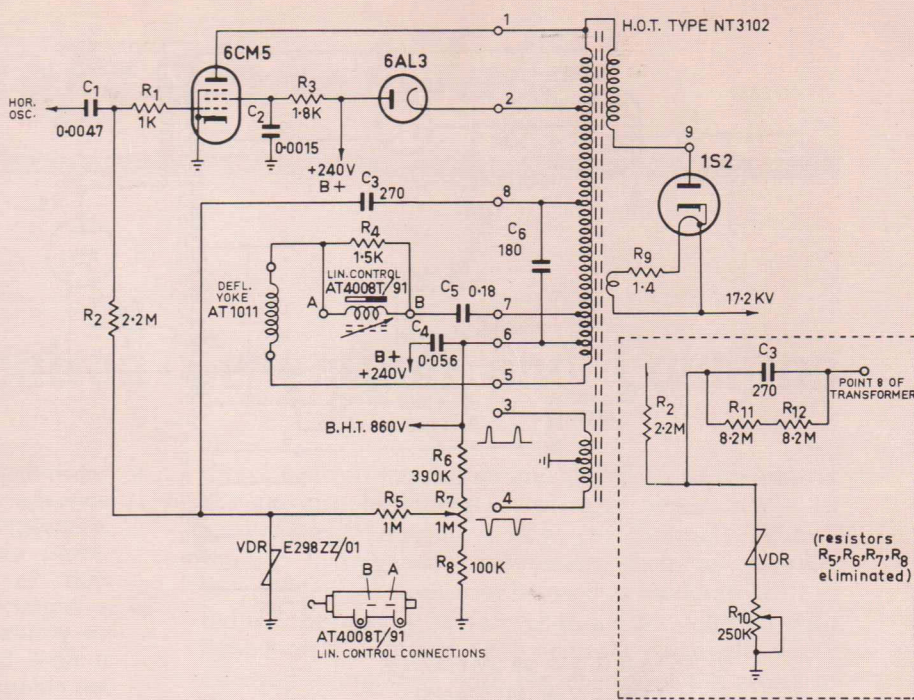 1
H.O.T. TYPE NT3102
6CM5
6AL3
C1
R1
R3
HOR.
OSC.
0·0047
1K
C2
1·8K
2
0·0015
+240V
B+
9
1S2
C3
270
8
R4
1·5K
C6
180
LIN. CONTROL
AT4008T/91
DEFL.
YOKE
AT1011
A
B
C5 0·18
7
R9
1·4
17·2 KV
R2
2·2M
C4
6
B+
+240V
0·056
5
B.H.T. 860V
3
R6
390K
4
R5
1M
R7
1M
VDR
E298ZZ/01
R8
100K
B A
AT4008T/91
LIN. CONTROL CONNECTIONS
C3
270
POINT 8 OF
TRANSFORMER
R2
2·2M
R11
8·2M
R12
8·2M
VDR
(resistors
R5,R6,R7,R8
eliminated)
R10
250K